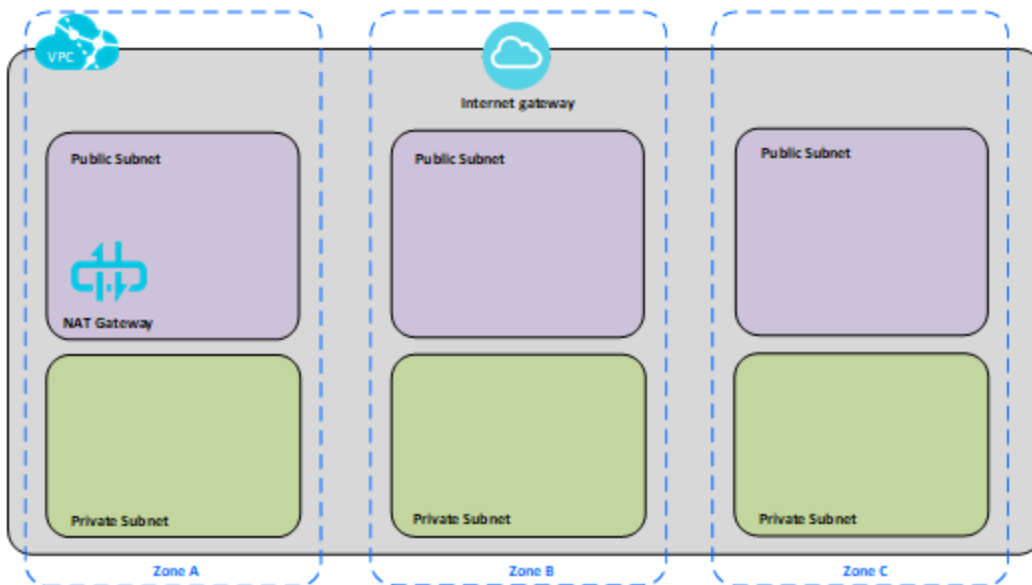 VPC
Internet gateway
Public Subnet
Public Subnet
Public Subnet
NAT Gateway
Private Subnet
Private Subnet
Private Subnet
Zone A
Zone B
Zone C